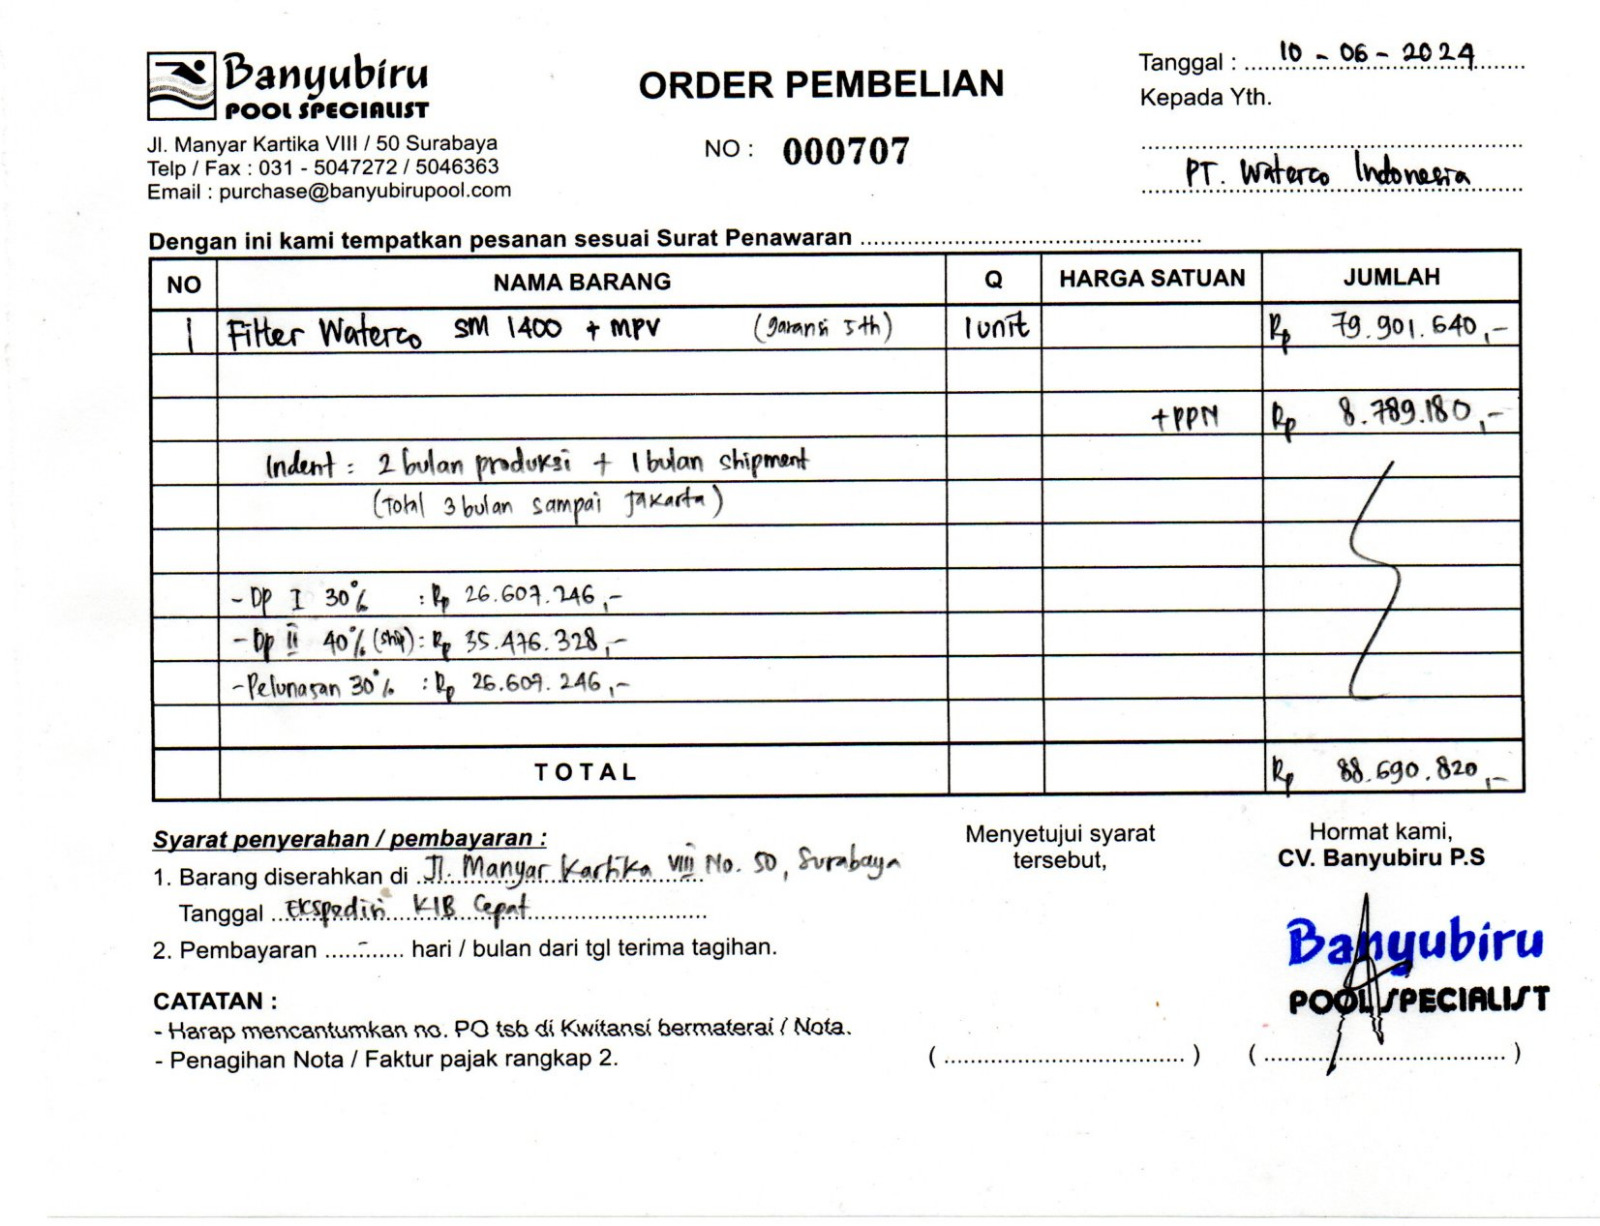 Banyubiru
POOL SPECIALIST
Jl. Manyar Kartika VIII / 50 Surabaya
Telp / Fax : 031 - 5047272 / 5046363
Email : purchase@banyubirupool.com
ORDER PEMBELIAN
NO : 000707
Tanggal : 10 - 06 - 2024
Kepada Yth.
PT. Waterco Indonesia
Dengan ini kami tempatkan pesanan sesuai Surat Penawaran
NO NAMA BARANG Q HARGA SATUAN JUMLAH
1 Filter Waterco SM 1400 + MPV (garansi 5 th) 1 unit Rp 79.901.640,-
+ PPN Rp 8.789.180,-
Indent : 2 bulan produksi + 1 bulan shipment
(Total 3 bulan sampai Jakarta)
- Dp I 30% : Rp 26.607.246,-
- Dp II 40% (ship) : Rp 35.476.328,-
- Pelunasan 30% : Rp 26.607.246,-
TOTAL Rp 88.690.820,-
Syarat penyerahan / pembayaran :
1. Barang diserahkan di Jl. Manyar Kartika VIII No. 50, Surabaya
Tanggal Ekspedisi KIB Cepat
2. Pembayaran - hari / bulan dari tgl terima tagihan.
CATATAN :
- Harap mencantumkan no. PO tsb di Kwitansi bermaterai / Nota.
- Penagihan Nota / Faktur pajak rangkap 2.
Menyetujui syarat
tersebut,
( )
Hormat kami,
CV. Banyubiru P.S
Banyubiru
POOL SPECIALIST
( )